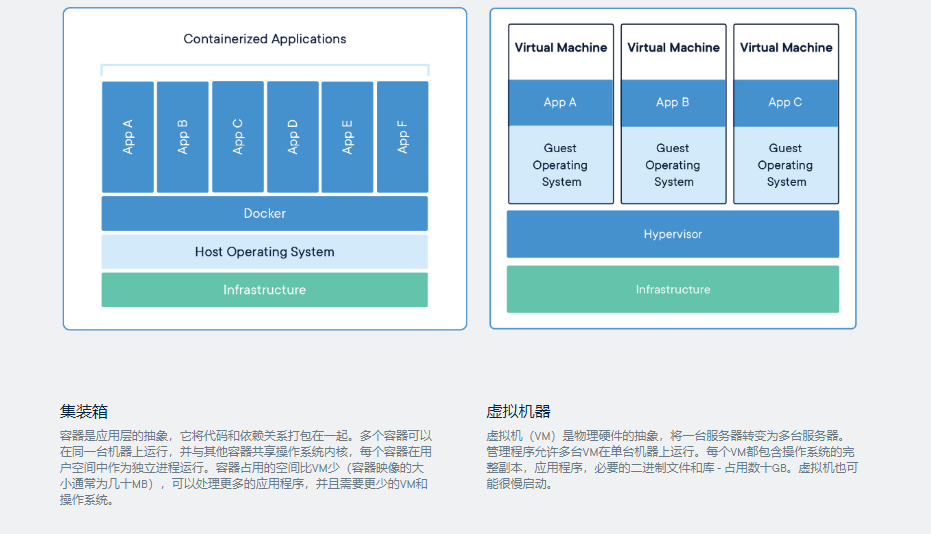 Containerized Applications
App A
App B
App C
App D
App E
App F
Docker
Host Operating System
Infrastructure
Virtual Machine
App A
Guest
Operating
System
Virtual Machine
App B
Guest
Operating
System
Virtual Machine
App C
Guest
Operating
System
Hypervisor
Infrastructure
集装箱
容器是应用层的抽象，它将代码和依赖关系打包在一起。多个容器可以
在同一台机器上运行，并与其他容器共享操作系统内核，每个容器在用
户空间中作为独立进程运行。容器占用的空间比VM少（容器映像的大
小通常为几十MB），可以处理更多的应用程序，并且需要更少的VM和
操作系统。
虚拟机器
虚拟机（VM）是物理硬件的抽象，将一台服务器转变为多台服务器。
管理程序允许多台VM在单台机器上运行。每个VM都包含操作系统的完
整副本，应用程序，必要的二进制文件和库 - 占用数十GB。虚拟机也可
能很慢启动。